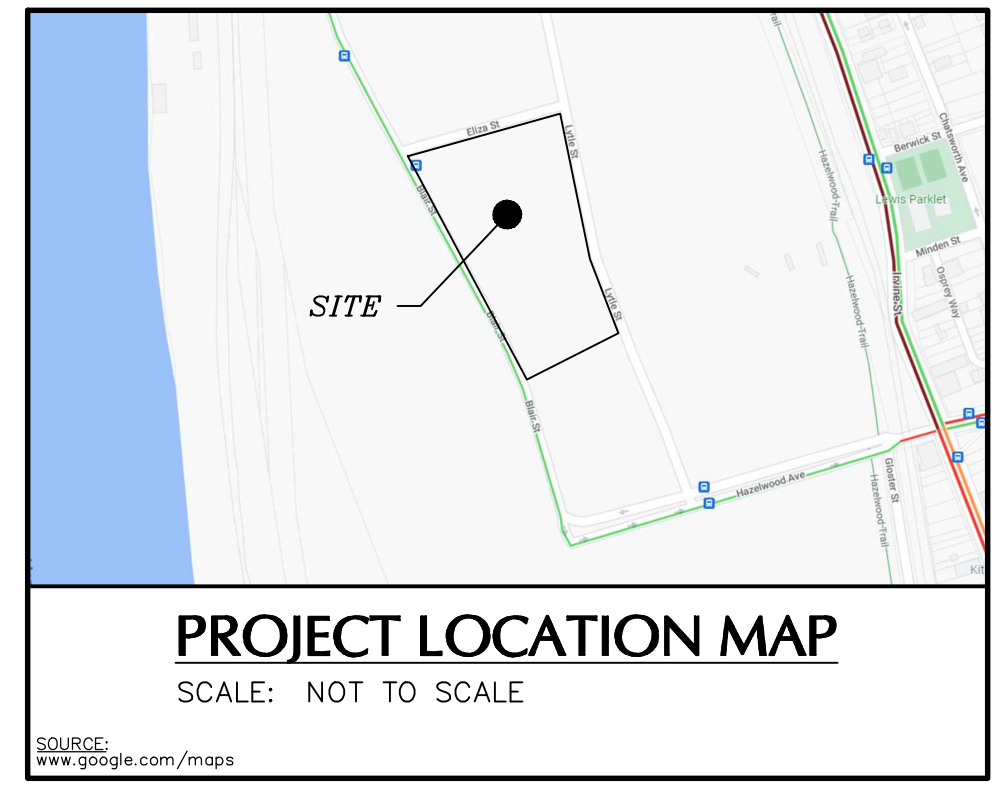 Eliza St
Lytle St
Blair St
SITE
Lytle St
Blair St
Blair St
Hazelwood Ave
Hazelwood Trail
Hazelwood Trail
Hazelwood Trail
Gloster St
Irvine St
Berwick St
Chatsworth Ave
Lewis Parklet
Minden St
Osprey Way
rail
Kit
PROJECT LOCATION MAP
SCALE: NOT TO SCALE
SOURCE:
www.google.com/maps